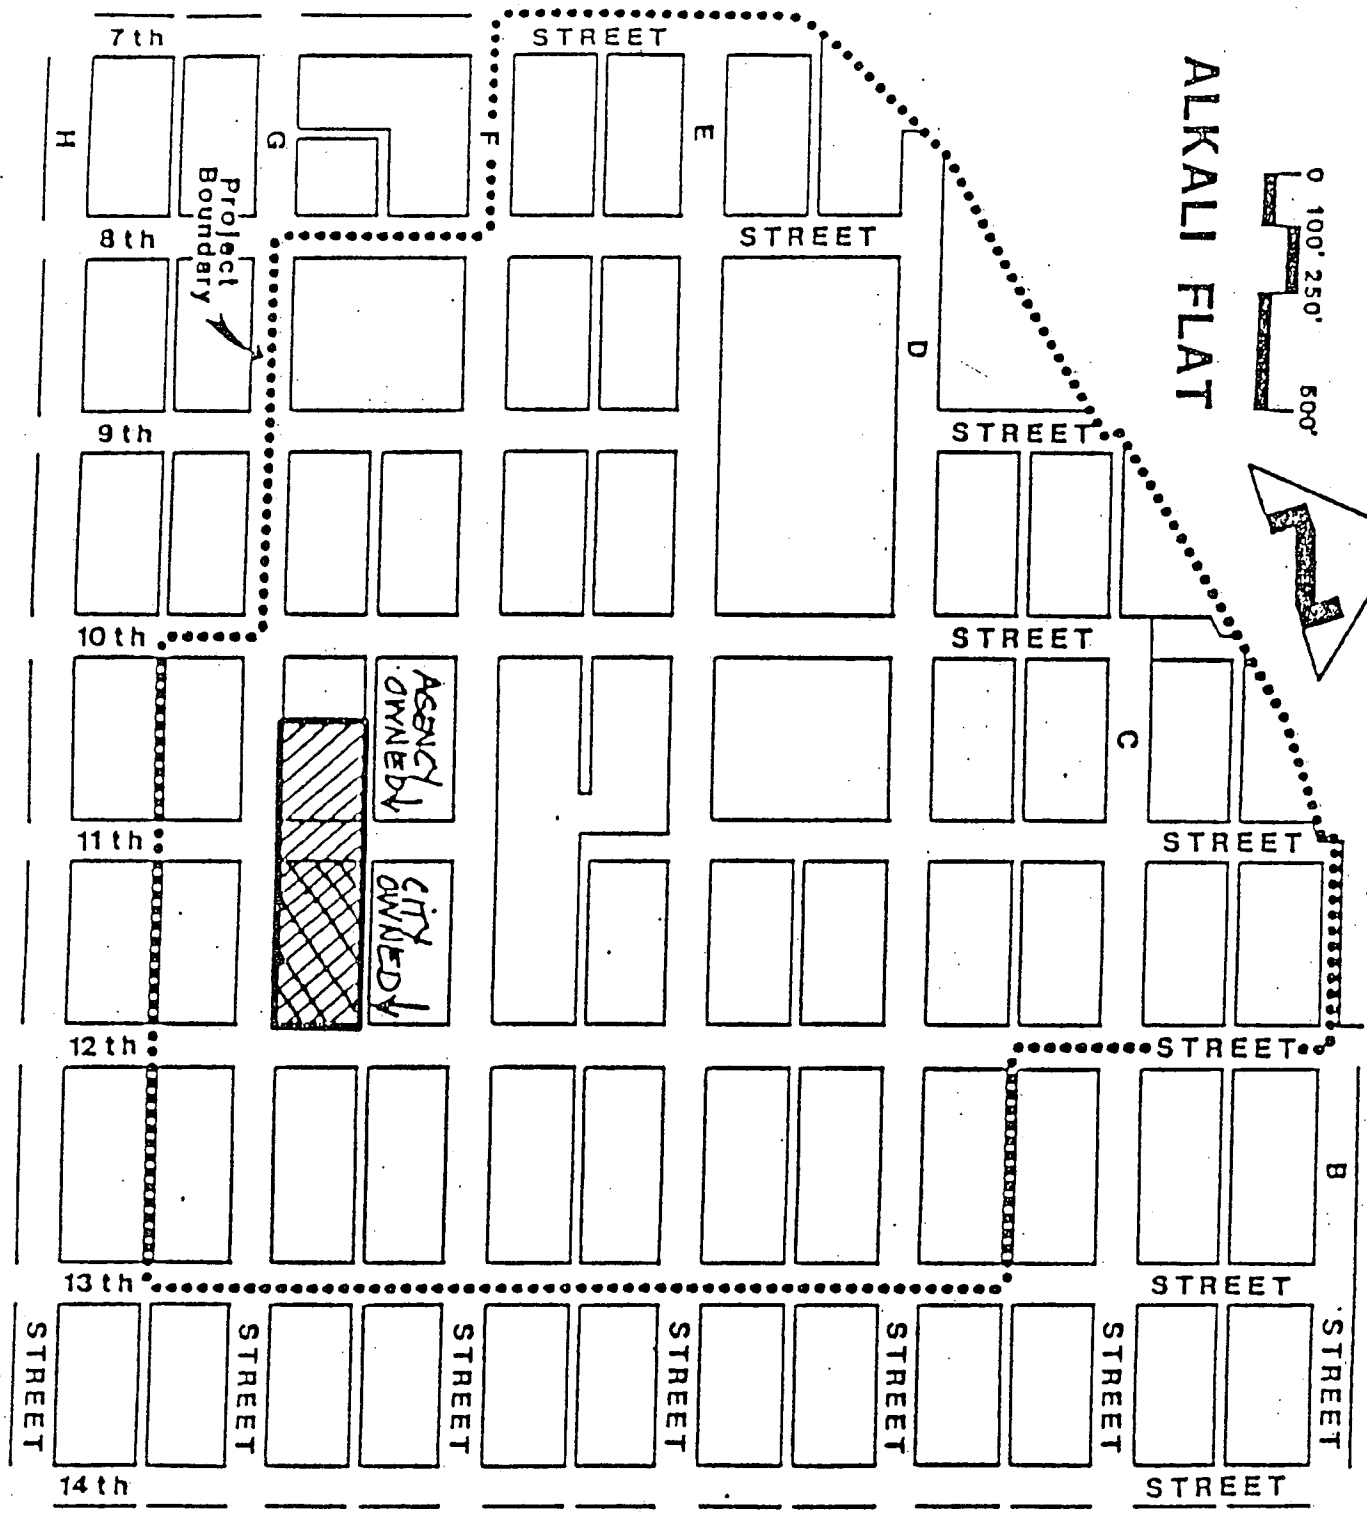 ALKALI FLAT
0 100' 250' 500'
7th STREET
H
G
F
E
Project
Boundary
8th STREET
D
9th STREET
10th STREET
AGENCY
OWNED
C
11th STREET
CITY
OWNED
12th STREET
B
13th STREET
STREET
STREET
STREET
STREET
STREET
STREET
STREET
14th STREET